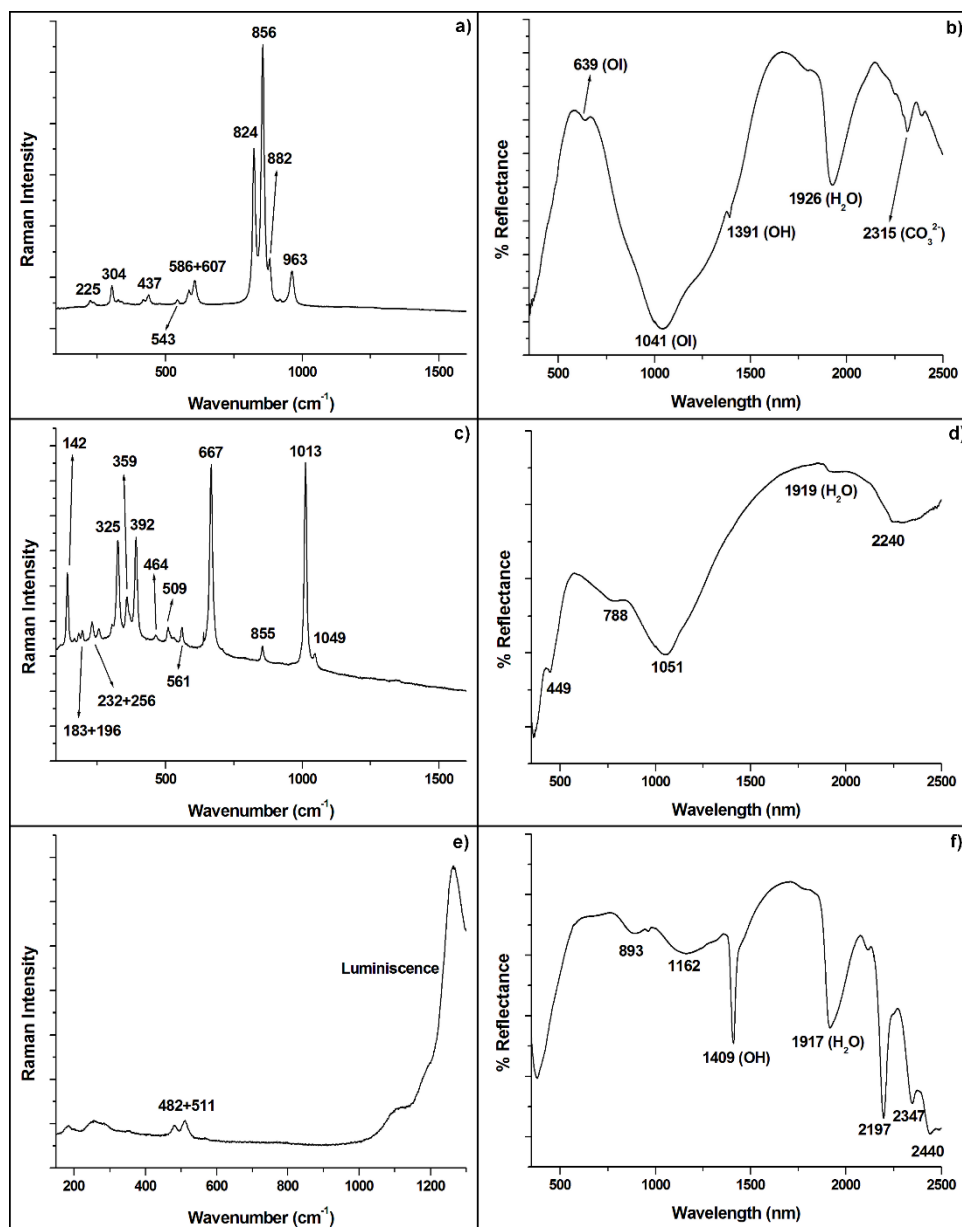 a)
856
824
882
586+607
963
304
225
437
543
Raman Intensity
500
1000
1500
Wavenumber (cm-1)
b)
639 (Ol)
1926 (H2O)
1391 (OH)
2315 (CO32-)
1041 (Ol)
% Reflectance
500
1000
1500
2000
2500
Wavelength (nm)
c)
142
359
667
1013
325
392
464
509
855
1049
561
232+256
183+196
Raman Intensity
500
1000
1500
Wavenumber (cm-1)
d)
1919 (H2O)
2240
788
449
1051
% Reflectance
500
1000
1500
2000
2500
Wavelength (nm)
e)
Luminiscence
482+511
Raman Intensity
200
400
600
800
1000
1200
Wavenumber (cm-1)
f)
893
1162
1409 (OH)
1917 (H2O)
2197
2347
2440
% Reflectance
500
1000
1500
2000
2500
Wavelength (nm)